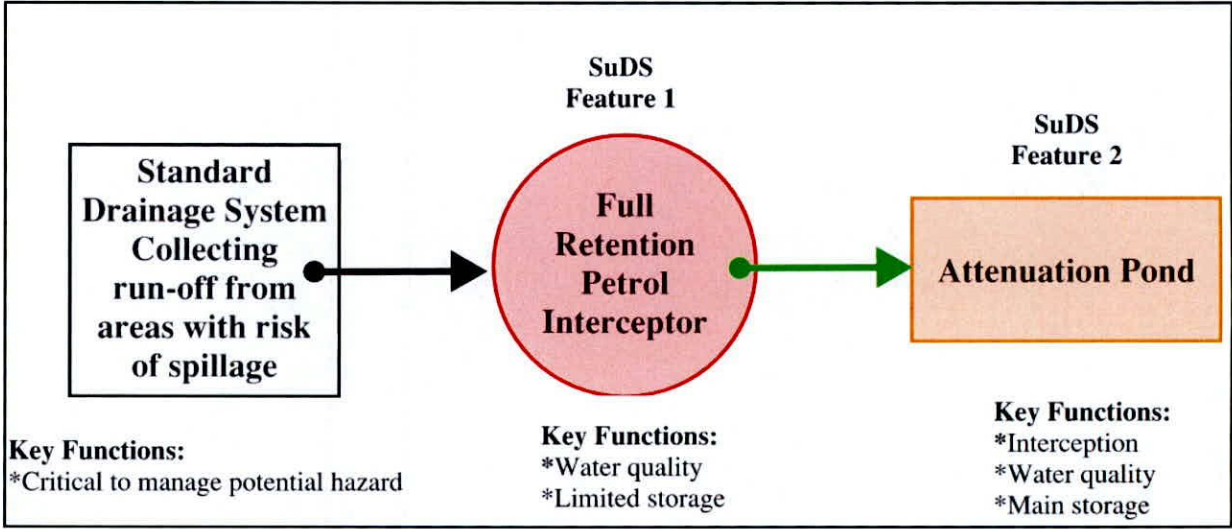 Standard
Drainage System
Collecting
run-off from
areas with risk
of spillage
Key Functions:
*Critical to manage potential hazard
SuDS
Feature 1
Full
Retention
Petrol
Interceptor
Key Functions:
*Water quality
*Limited storage
SuDS
Feature 2
Attenuation Pond
Key Functions:
*Interception
*Water quality
*Main storage